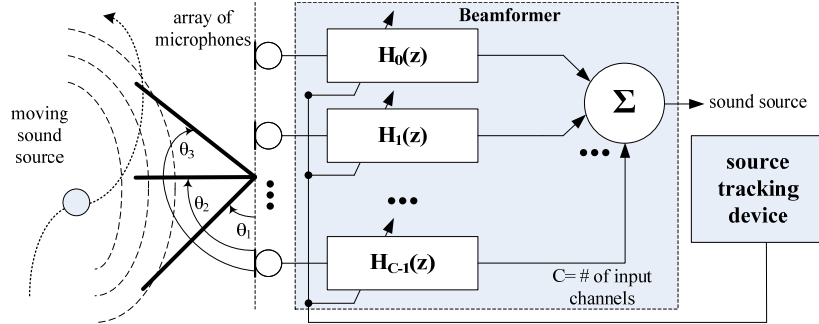 array of
microphones
Beamformer
H0(z)
Σ
sound source
moving
sound
source
θ3
H1(z)
source
tracking
device
θ2
θ1
HC-1(z)
C= # of input
channels